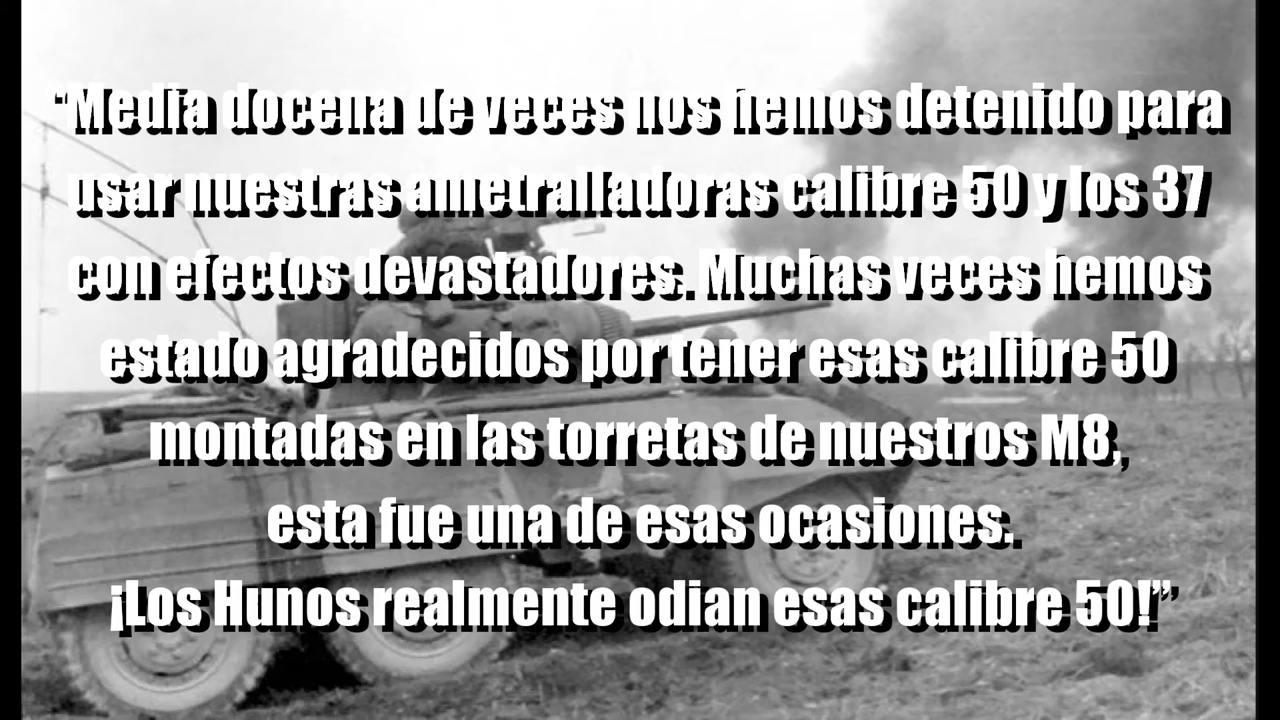 “Media docena de veces nos hemos detenido para
usar nuestras ametralladoras calibre 50 y los 37
con efectos devastadores. Muchas veces hemos
estado agradecidos por tener esas calibre 50
montadas en las torretas de nuestros M8,
esta fue una de esas ocasiones.
¡Los Hunos realmente odian esas calibre 50!”